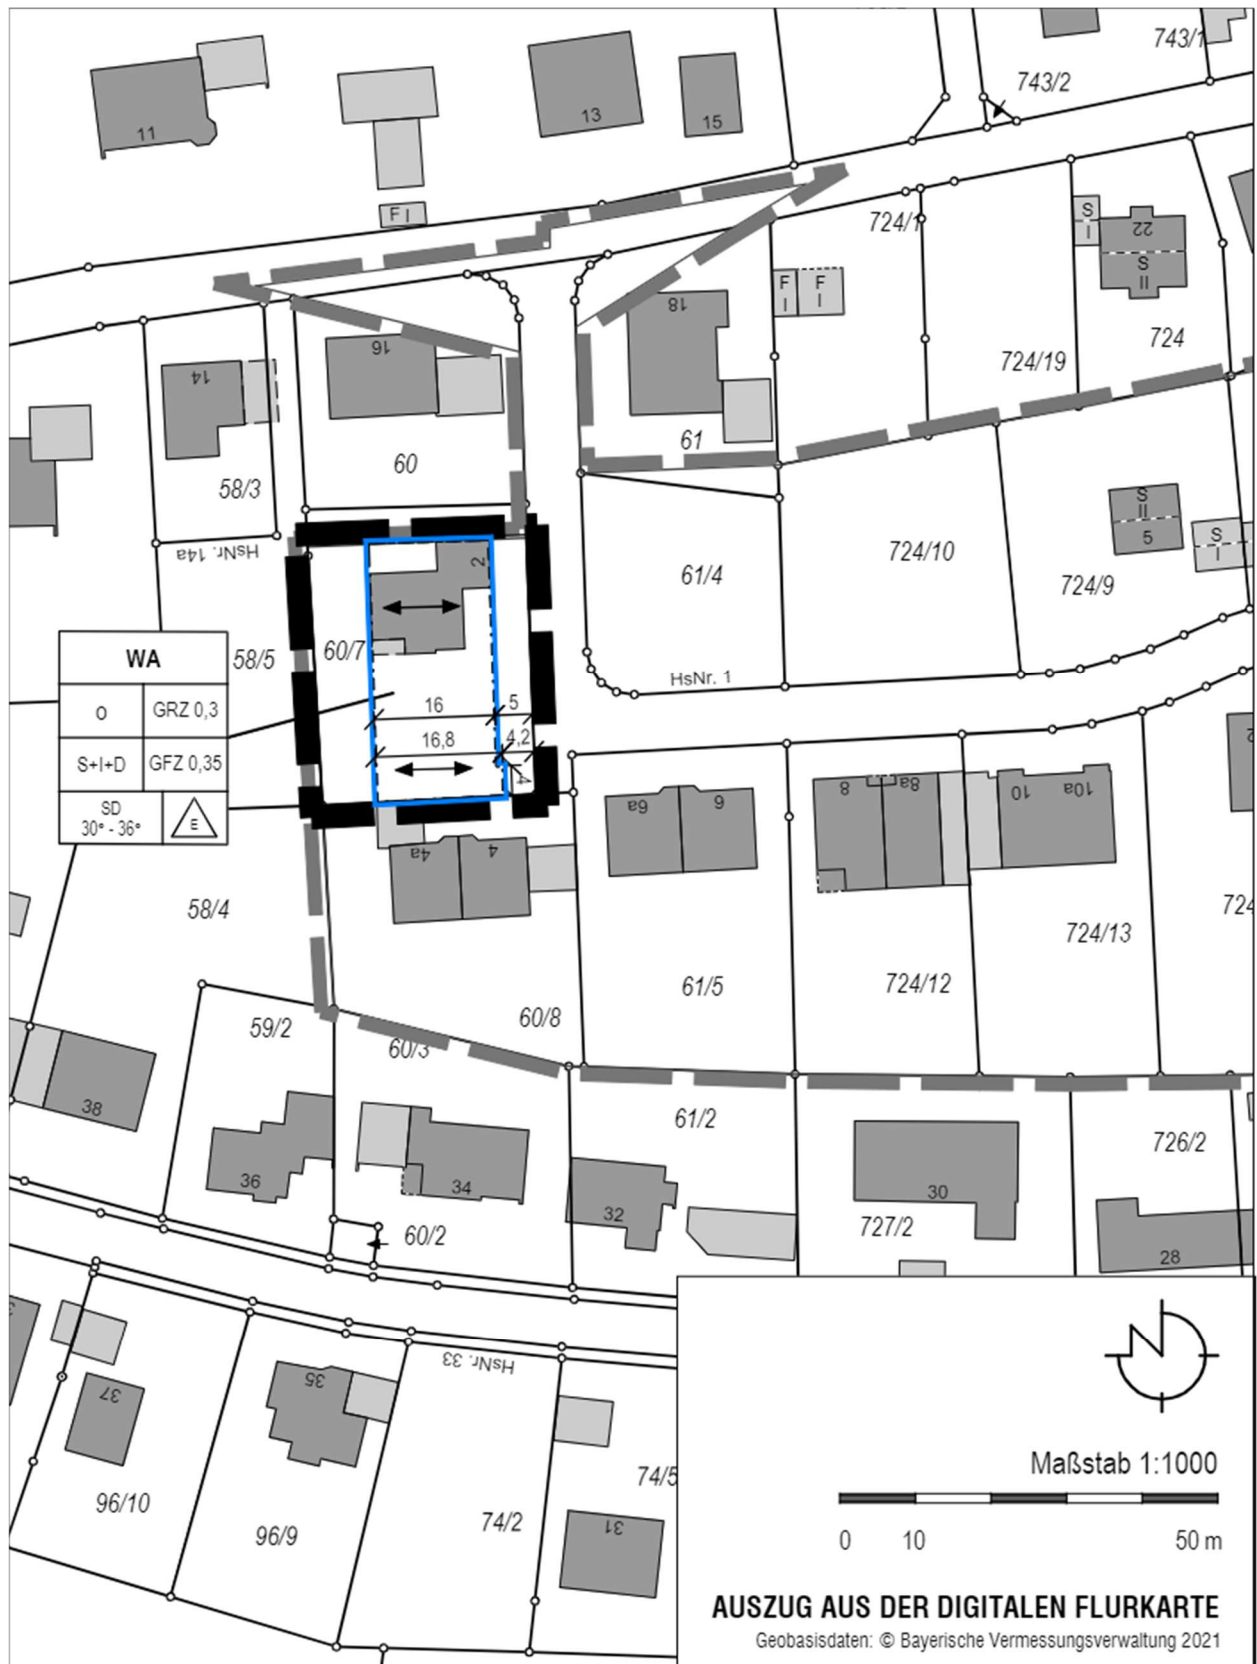 743/1
743/2
11
13
15
F I
724/1
S
I
22
S
II
F
I
F
I
18
16
14
724
724/19
61
60
58/3
HsNr. 14a
724/10
S
II
5
S
I
61/4
724/9
2
60/7
58/5
WA
O
GRZ 0,3
S+I+D
GFZ 0,35
SD
30° - 36°
E
HsNr. 1
16
5
16,8
4,2
4
6a
6
8
8a
10
10a
4a
4
58/4
724
724/13
61/5
724/12
60/8
59/2
60/3
38
61/2
726/2
36
34
32
30
60/2
727/2
28
HsNr. 33
37
35
Maßstab 1:1000
74/5
96/10
96/9
74/2
31
0 10 50 m
AUSZUG AUS DER DIGITALEN FLURKARTE
Geobasisdaten: © Bayerische Vermessungsverwaltung 2021